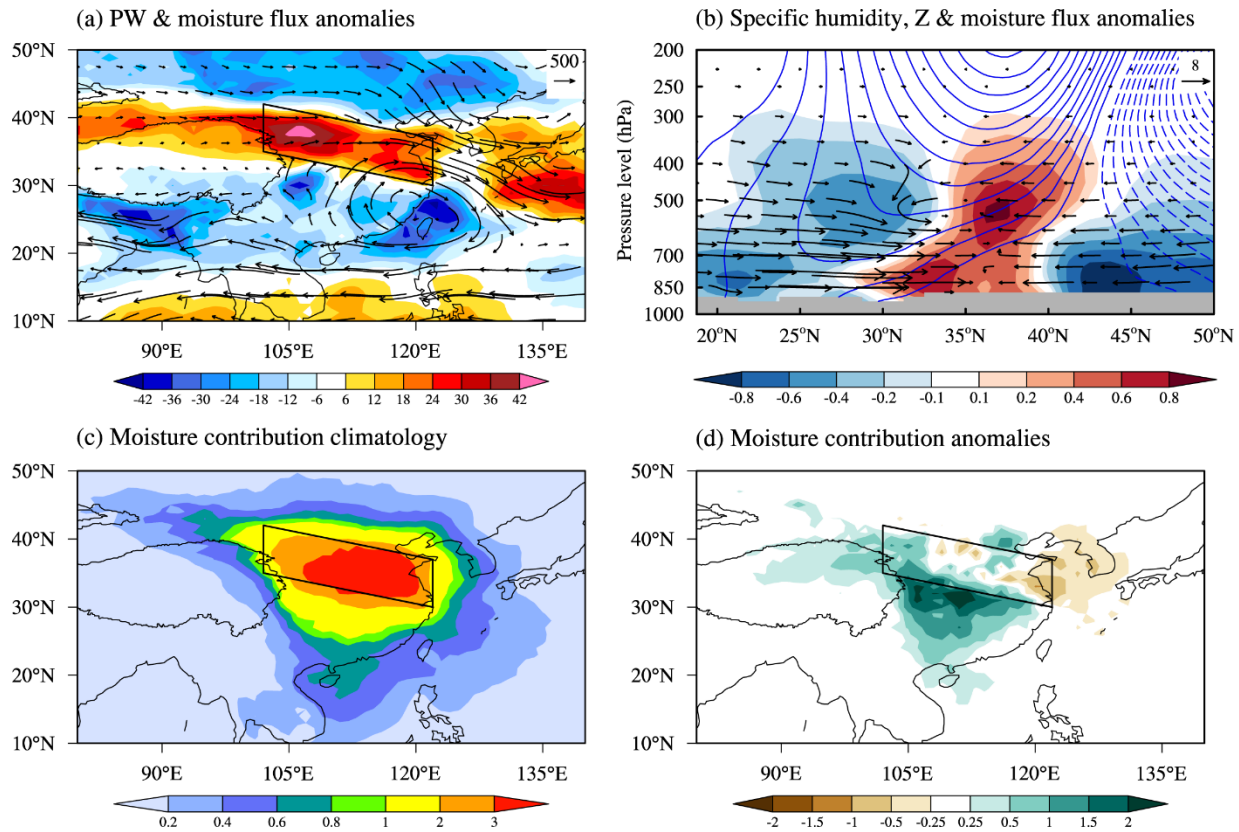 (a) PW & moisture flux anomalies
50°N
40°N
30°N
20°N
10°N
500
90°E 105°E 120°E 135°E
-42 -36 -30 -24 -18 -12 -6 6 12 18 24 30 36 42
(b) Specific humidity, Z & moisture flux anomalies
Pressure level (hPa)
200
250
300
400
500
700
850
1000
8
20°N 25°N 30°N 35°N 40°N 45°N 50°N
-0.8 -0.6 -0.4 -0.2 -0.1 0.1 0.2 0.4 0.6 0.8
(c) Moisture contribution climatology
50°N
40°N
30°N
20°N
10°N
90°E 105°E 120°E 135°E
0.2 0.4 0.6 0.8 1 2 3
(d) Moisture contribution anomalies
50°N
40°N
30°N
20°N
10°N
90°E 105°E 120°E 135°E
-2 -1.5 -1 -0.5 -0.25 0.25 0.5 1 1.5 2